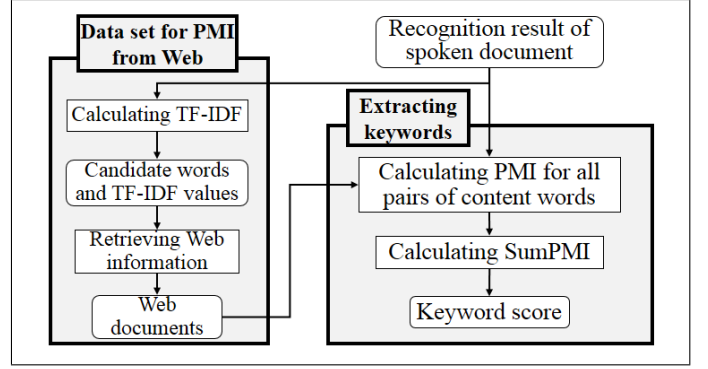 Data set for PMI
from Web
Recognition result of
spoken document
Calculating TF-IDF
Candidate words
and TF-IDF values
Retrieving Web
information
Web
documents
Extracting
keywords
Calculating PMI for all
pairs of content words
Calculating SumPMI
Keyword score